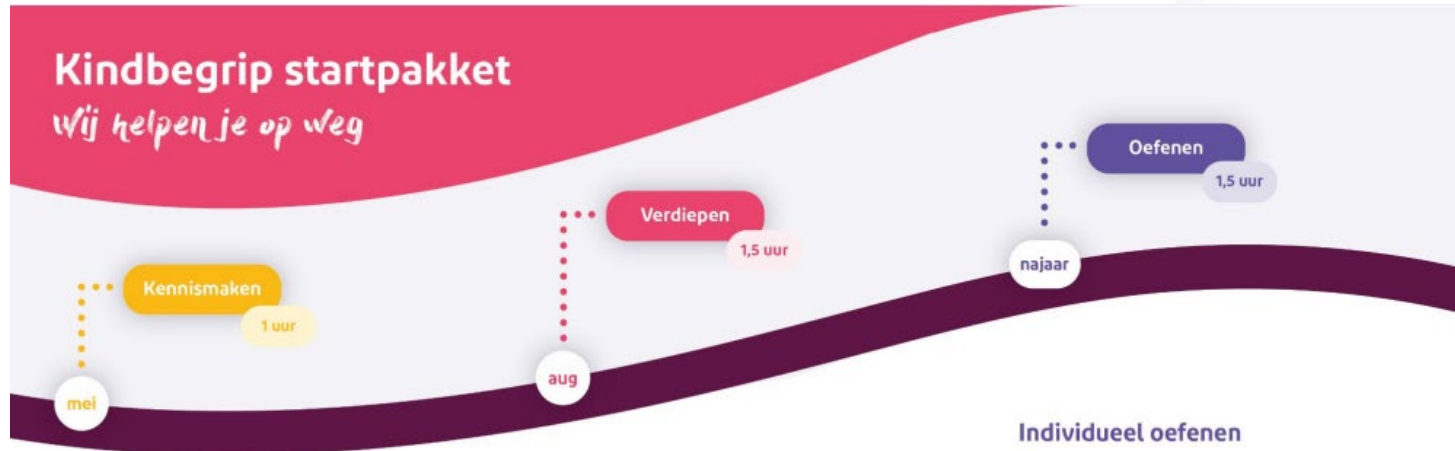 Kindbegrip startpakket
Wij helpen je op weg
Oefenen
1,5 uur
Verdiepen
1,5 uur
najaar
Kennismaken
1 uur
aug
mei
Individueel oefenen